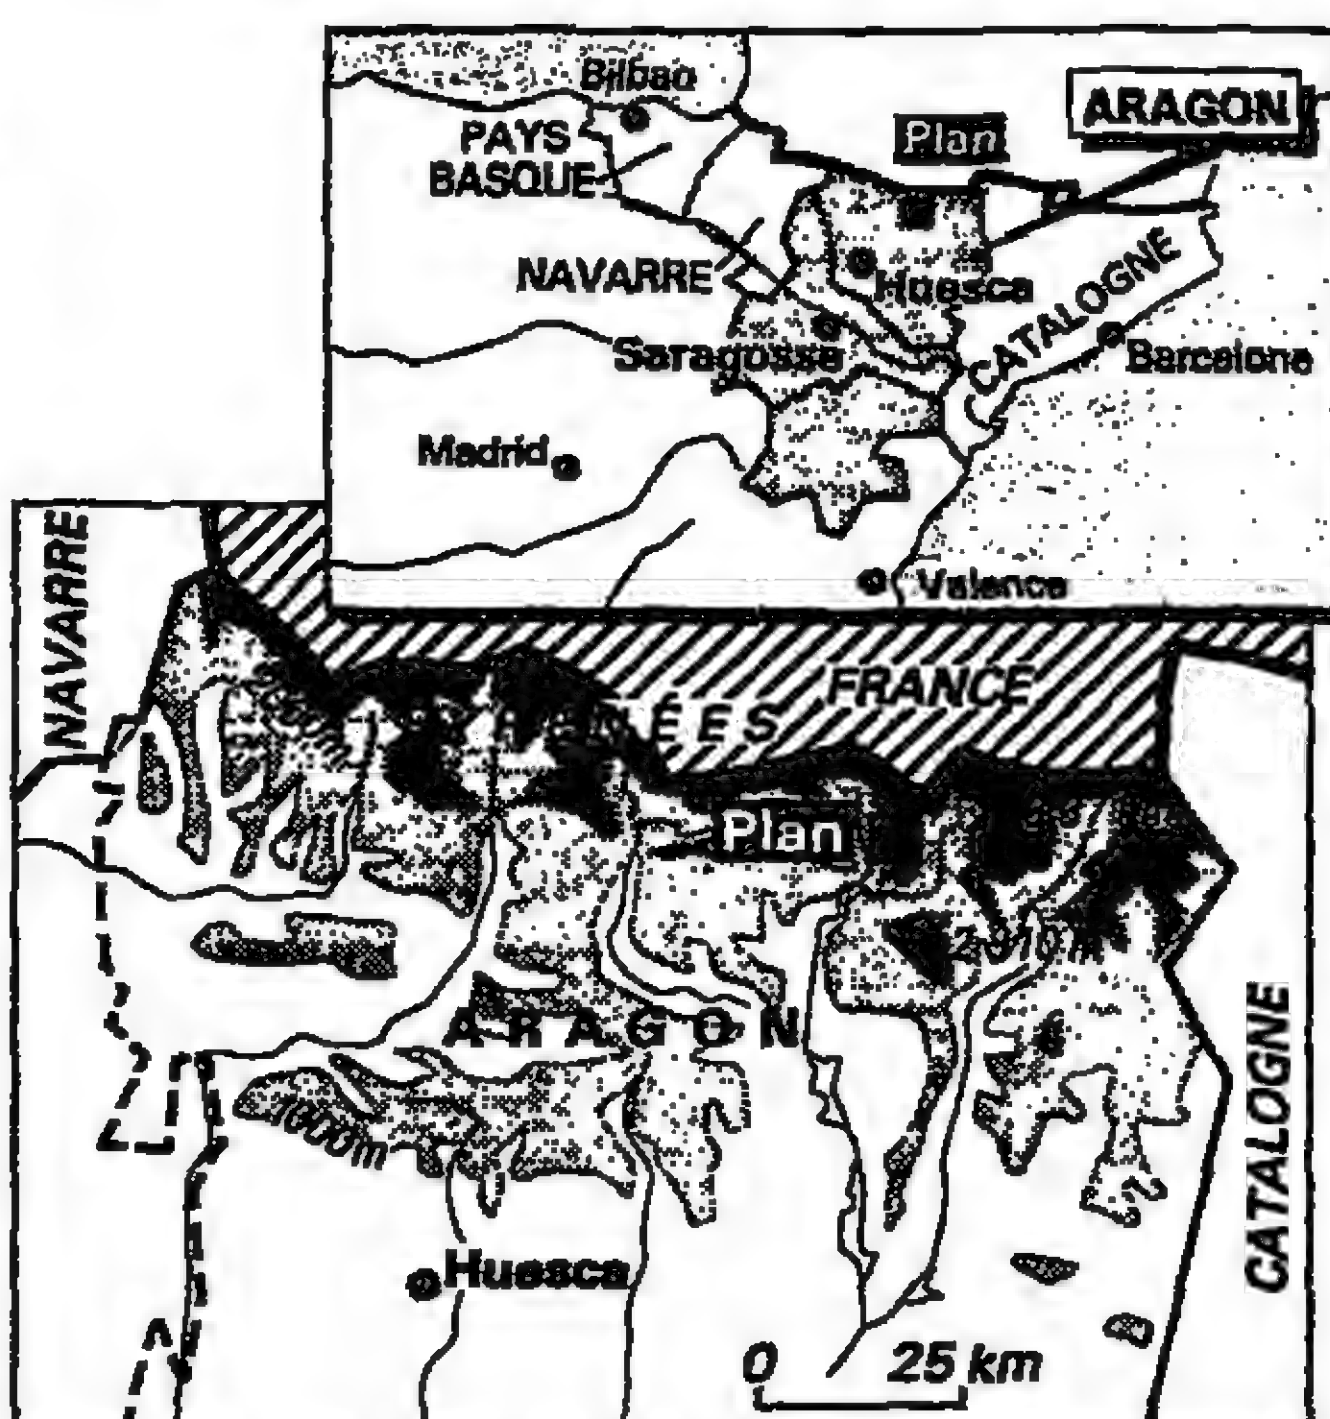 Bilbao
PAYS
BASQUE
Plan
ARAGON
NAVARRE
Huesca
CATALOGNE
Saragosse
Barcelone
Madrid
Valence
NAVARRE
FRANCE
PYRÉNÉES
Plan
ARAGON
1000m
CATALOGNE
Huesca
0 25 km